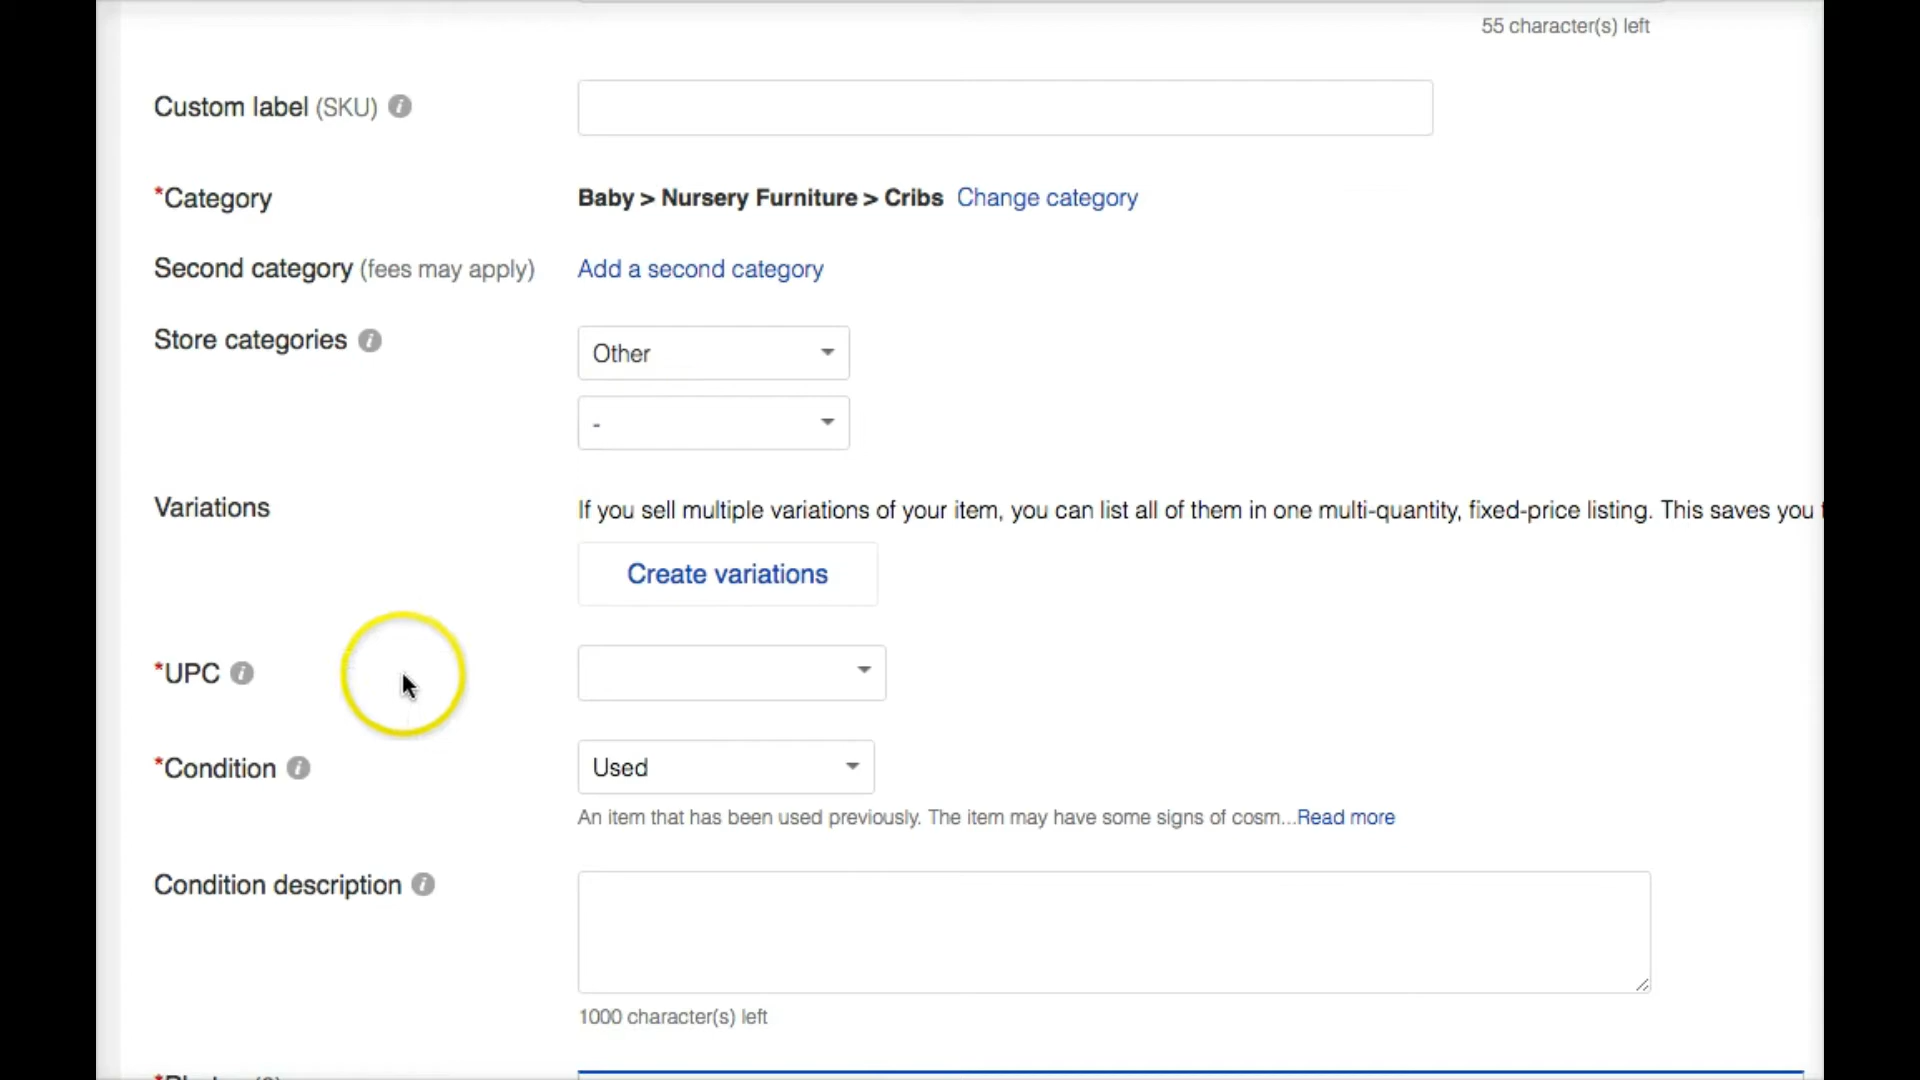 55 character(s) left
Custom label (SKU)
*Category Baby > Nursery Furniture > Cribs Change category
Second category (fees may apply) Add a second category
Store categories Other
-
Variations If you sell multiple variations of your item, you can list all of them in one multi-quantity, fixed-price listing. This saves you
Create variations
*UPC
*Condition Used
An item that has been used previously. The item may have some signs of cosm...Read more
Condition description
1000 character(s) left